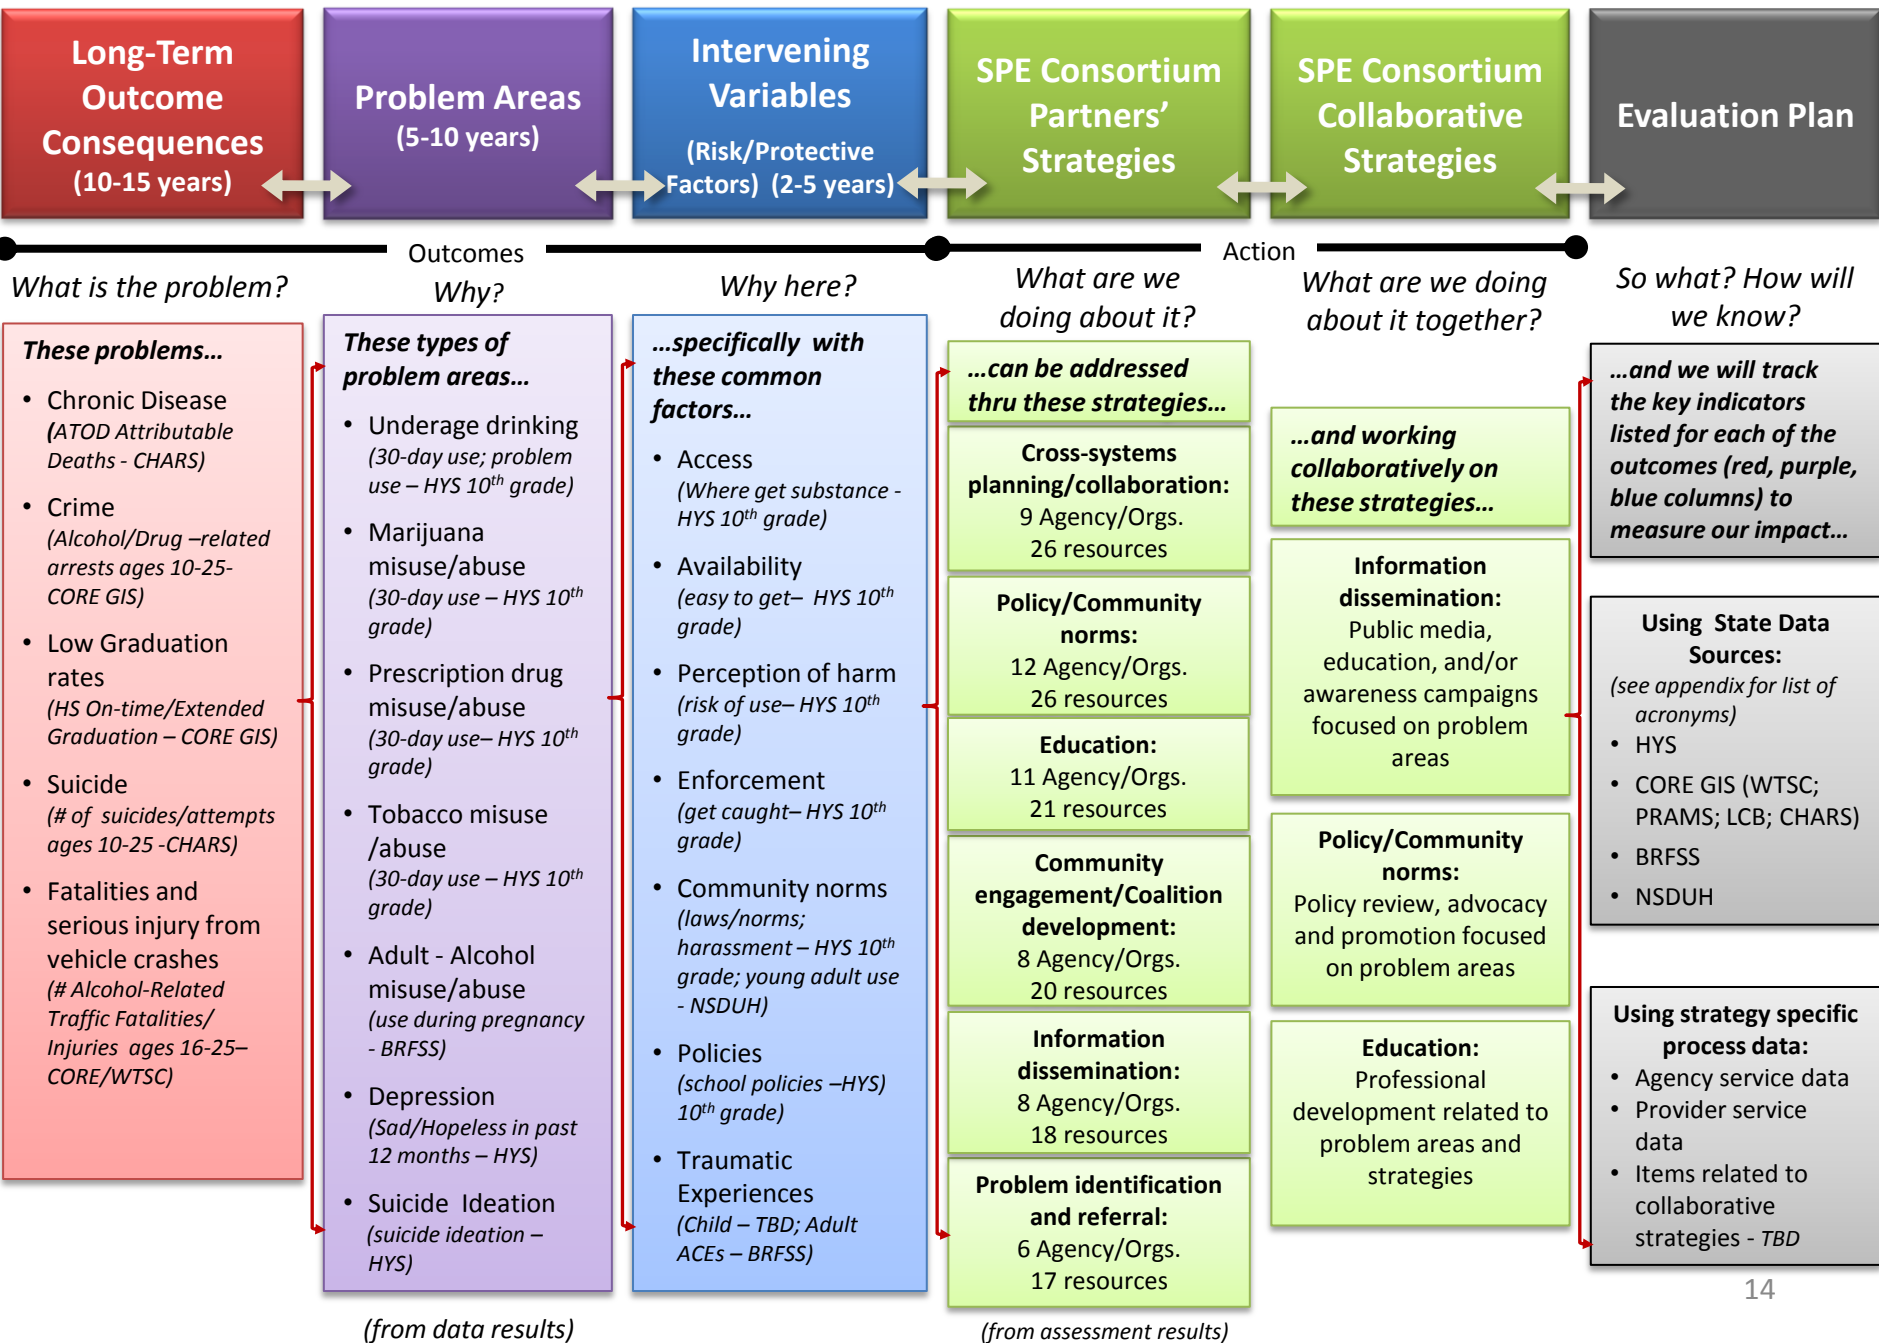 Long-Term
Outcome
Consequences
(10-15 years)
Problem Areas
(5-10 years)
Intervening
Variables
(Risk/Protective
Factors) (2-5 years)
SPE Consortium
Partners’
Strategies
SPE Consortium
Collaborative
Strategies
Evaluation Plan
Outcomes
Action
What is the problem?
Why?
Why here?
What are we
doing about it?
What are we doing
about it together?
So what? How will
we know?
These problems…
• Chronic Disease
(ATOD Attributable
Deaths - CHARS)
• Crime
(Alcohol/Drug –related
arrests ages 10-25-
CORE GIS)
• Low Graduation
rates
(HS On-time/Extended
Graduation – CORE GIS)
• Suicide
(# of suicides/attempts
ages 10-25 -CHARS)
• Fatalities and
serious injury from
vehicle crashes
(# Alcohol-Related
Traffic Fatalities/
Injuries ages 16-25–
CORE/WTSC)
These types of
problem areas…
• Underage drinking
(30-day use; problem
use – HYS 10th grade)
• Marijuana
misuse/abuse
(30-day use – HYS 10th
grade)
• Prescription drug
misuse/abuse
(30-day use– HYS 10th
grade)
• Tobacco misuse
/abuse
(30-day use – HYS 10th
grade)
• Adult - Alcohol
misuse/abuse
(use during pregnancy
- BRFSS)
• Depression
(Sad/Hopeless in past
12 months – HYS)
• Suicide Ideation
(suicide ideation –
HYS)
(from data results)
…specifically with
these common
factors…
• Access
(Where get substance -
HYS 10th grade)
• Availability
(easy to get– HYS 10th
grade)
• Perception of harm
(risk of use– HYS 10th
grade)
• Enforcement
(get caught– HYS 10th
grade)
• Community norms
(laws/norms;
harassment – HYS 10th
grade; young adult use
- NSDUH)
• Policies
(school policies –HYS)
10th grade)
• Traumatic
Experiences
(Child – TBD; Adult
ACEs – BRFSS)
…can be addressed
thru these strategies…
Cross-systems
planning/collaboration:
9 Agency/Orgs.
26 resources
Policy/Community
norms:
12 Agency/Orgs.
26 resources
Education:
11 Agency/Orgs.
21 resources
Community
engagement/Coalition
development:
8 Agency/Orgs.
20 resources
Information
dissemination:
8 Agency/Orgs.
18 resources
Problem identification
and referral:
6 Agency/Orgs.
17 resources
(from assessment results)
…and working
collaboratively on
these strategies…
Information
dissemination:
Public media,
education, and/or
awareness campaigns
focused on problem
areas
Policy/Community
norms:
Policy review, advocacy
and promotion focused
on problem areas
Education:
Professional
development related to
problem areas and
strategies
…and we will track
the key indicators
listed for each of the
outcomes (red, purple,
blue columns) to
measure our impact…
Using State Data
Sources:
(see appendix for list of
acronyms)
• HYS
• CORE GIS (WTSC;
PRAMS; LCB; CHARS)
• BRFSS
• NSDUH
Using strategy specific
process data:
• Agency service data
• Provider service
data
• Items related to
collaborative
strategies - TBD
14